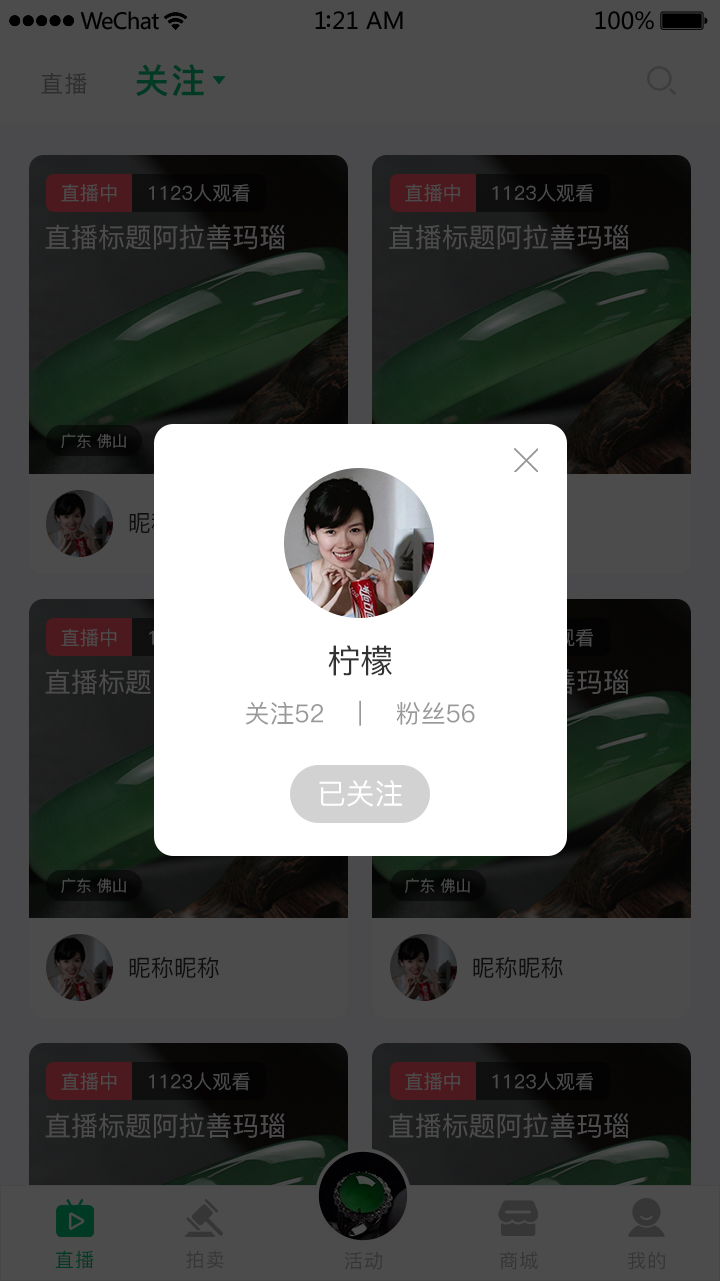 WeChat 1:21 AM 100%
直播 关注
直播中 1123人观看
直播标题阿拉善玛瑙
广东 佛山
直播中 1123人观看
直播标题阿拉善玛瑙
柠檬
关注52 | 粉丝56
已关注
直播中
直播标题
广东 佛山
昵称昵称
观看
善玛瑙
广东 佛山
昵称昵称
直播中 1123人观看
直播标题阿拉善玛瑙
直播中 1123人观看
直播标题阿拉善玛瑙
直播 拍卖 活动 商城 我的